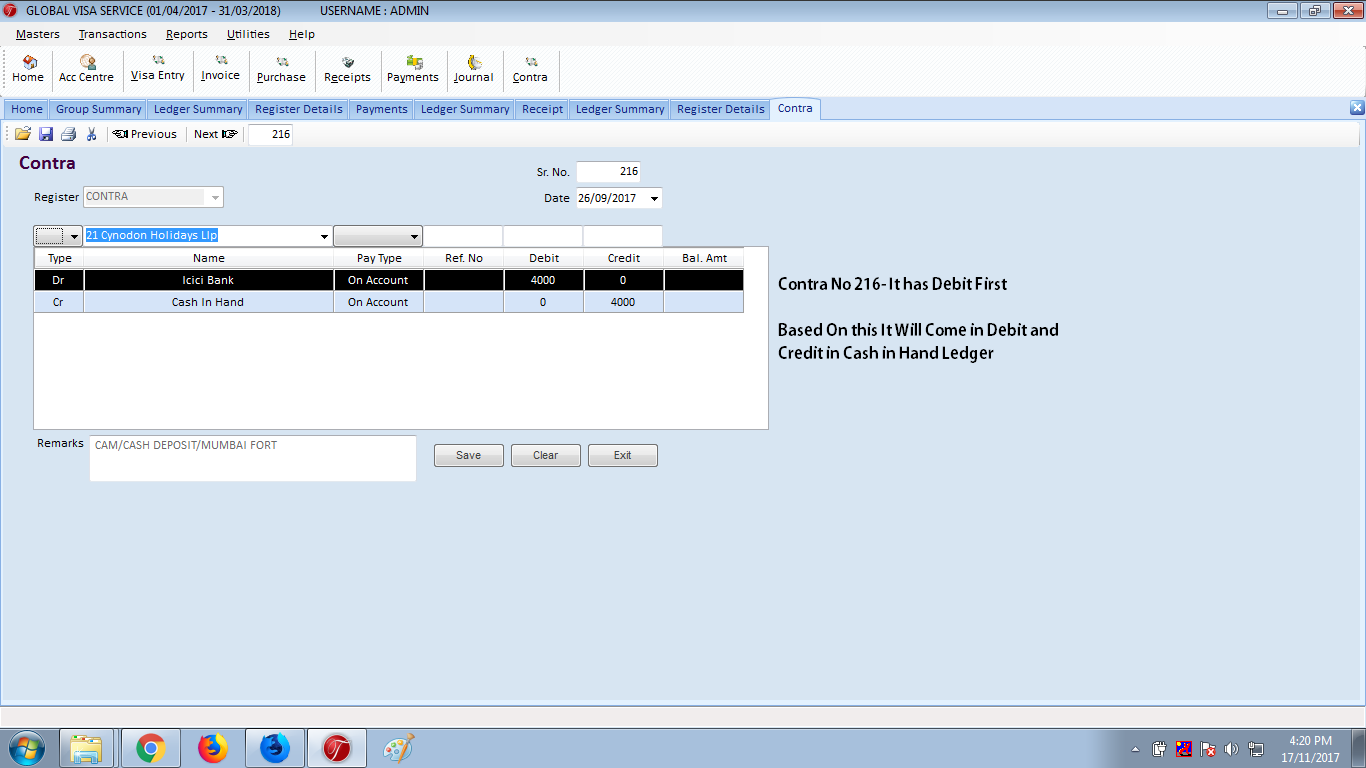 GLOBAL VISA SERVICE (01/04/2017 - 31/03/2018) USERNAME : ADMIN
Masters Transactions Reports Utilities Help
Home Acc Centre Visa Entry Invoice Purchase Receipts Payments Journal Contra
Home Group Summary Ledger Summary Register Details Payments Ledger Summary Receipt Ledger Summary Register Details Contra
Previous Next 216
Contra
Sr. No. 216
Register CONTRA
Date 26/09/2017
21 Cynodon Holidays Llp
Type Name Pay Type Ref. No Debit Credit Bal. Amt
Dr Icici Bank On Account 4000 0
Cr Cash In Hand On Account 0 4000
Contra No 216- It has Debit First
Based On this It Will Come in Debit and
Credit in Cash in Hand Ledger
Remarks CAM/CASH DEPOSIT/MUMBAI FORT
Save Clear Exit
4:20 PM
17/11/2017